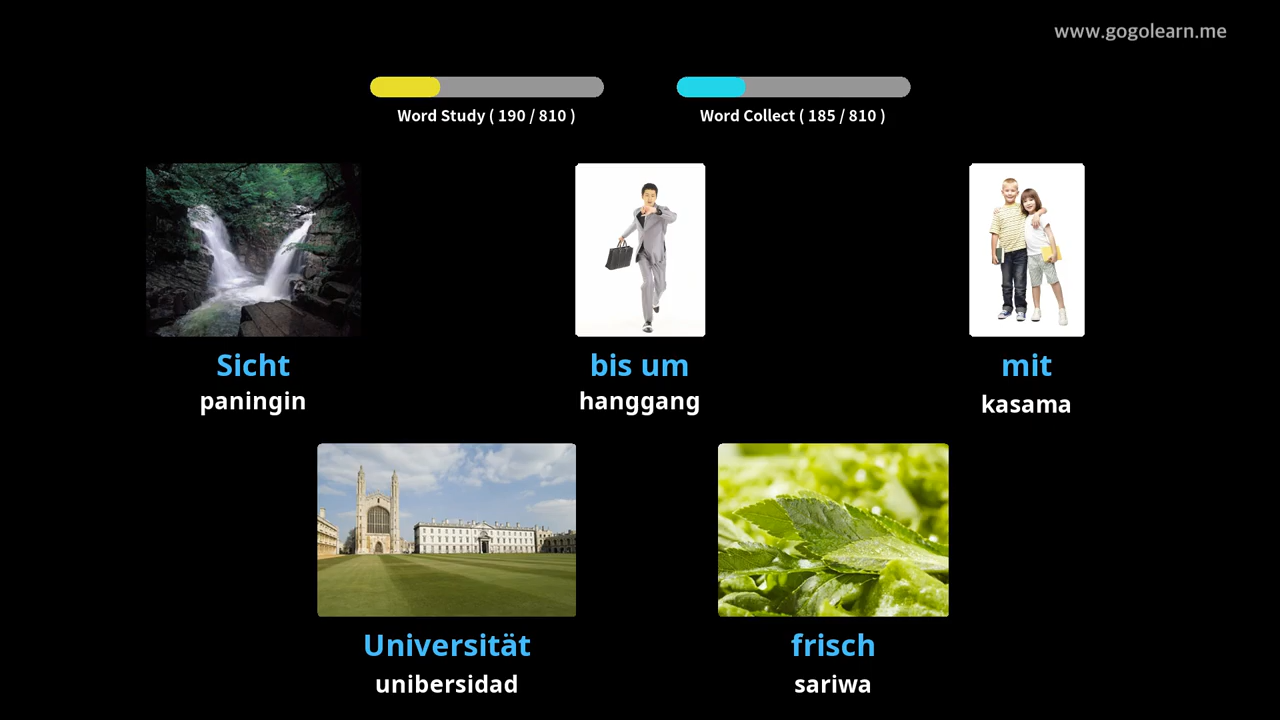 www.gogolearn.me
Word Study ( 190 / 810 )
Word Collect ( 185 / 810 )
Sicht
paningin
bis um
hanggang
mit
kasama
Universität
unibersidad
frisch
sariwa